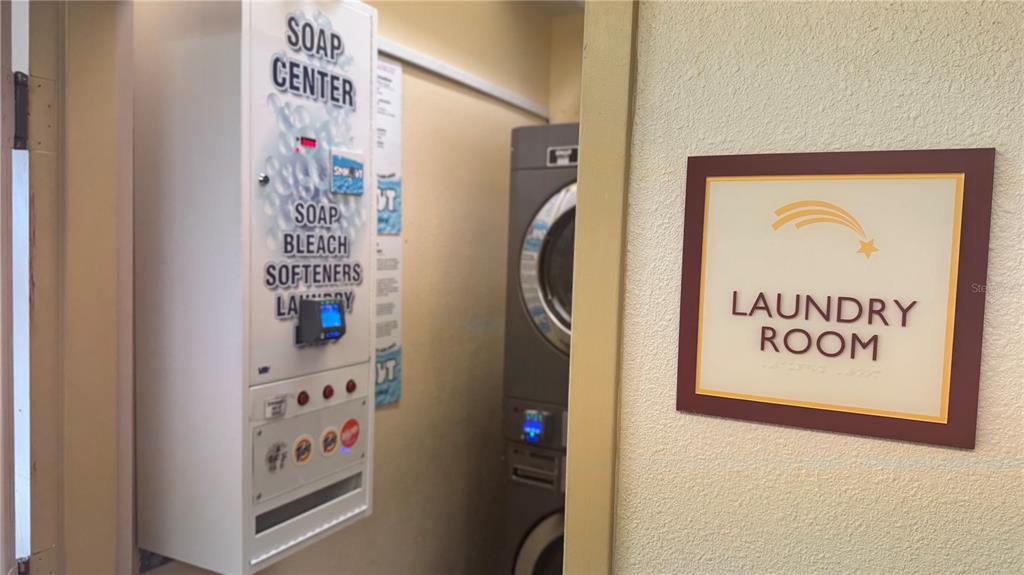 SOAP
CENTER
SOAP
BLEACH
SOFTENERS
LAUNDRY
LAUNDRY
ROOM